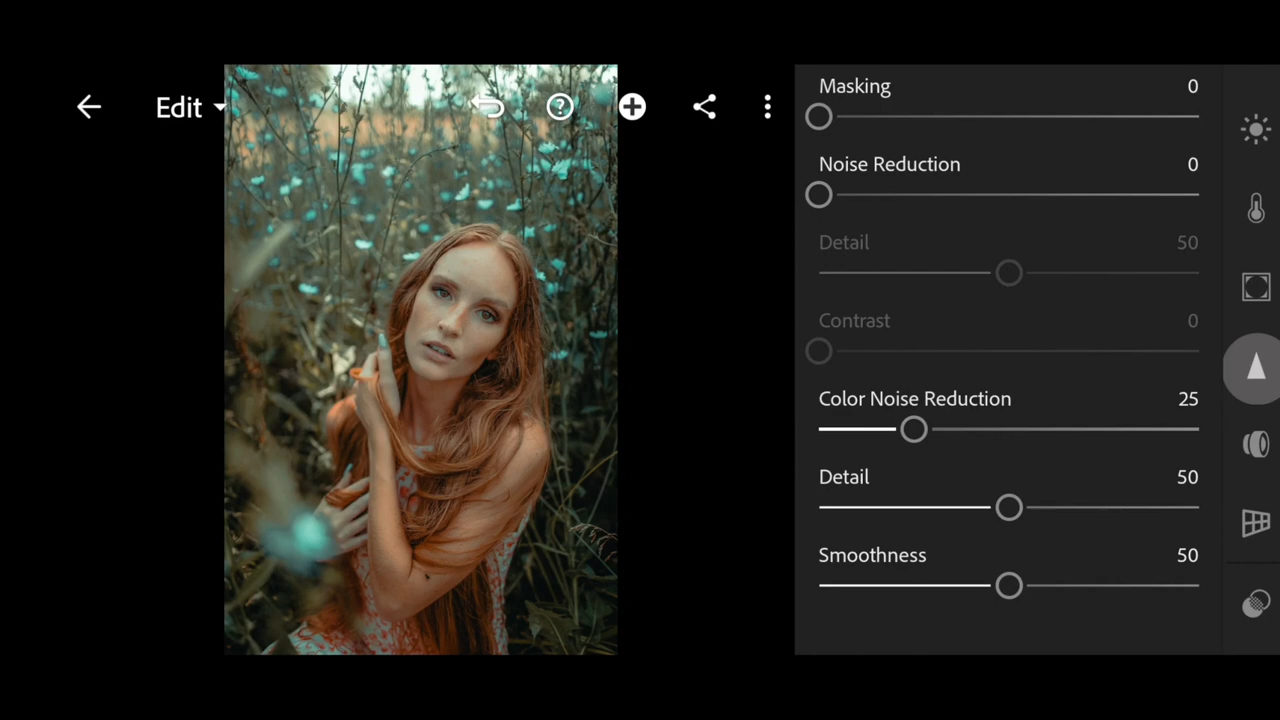 Edit
Masking 0
Noise Reduction 0
Detail 50
Contrast 0
Color Noise Reduction 25
Detail 50
Smoothness 50